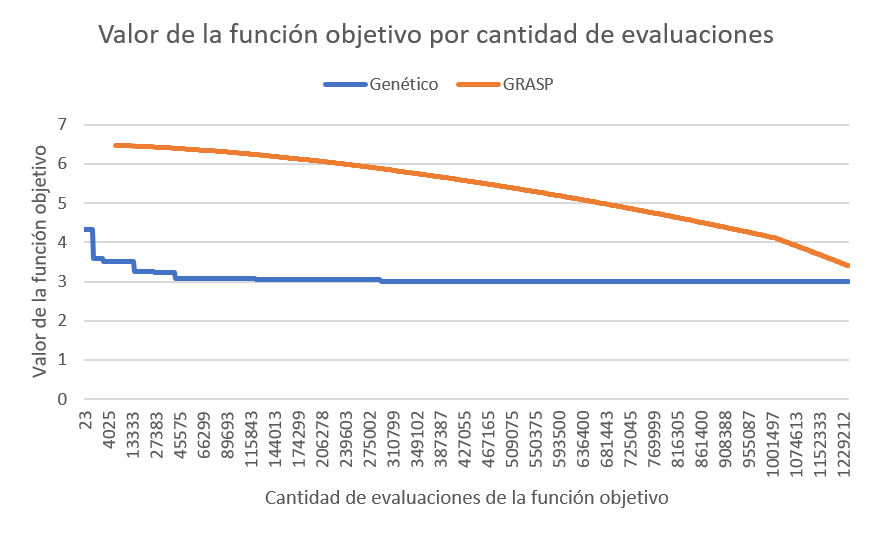 Valor de la función objetivo por cantidad de evaluaciones
Genético GRASP
Valor de la función objetivo
7
6
5
4
3
2
1
0
23 4025 13333 27383 45575 66299 89693 115843 144013 174299 206278 239603 275002 310799 349102 387387 427055 467165 509075 550375 593500 636400 681443 725045 769999 816305 861400 908388 955087 1001497 1074613 1152333 1229212
Cantidad de evaluaciones de la función objetivo